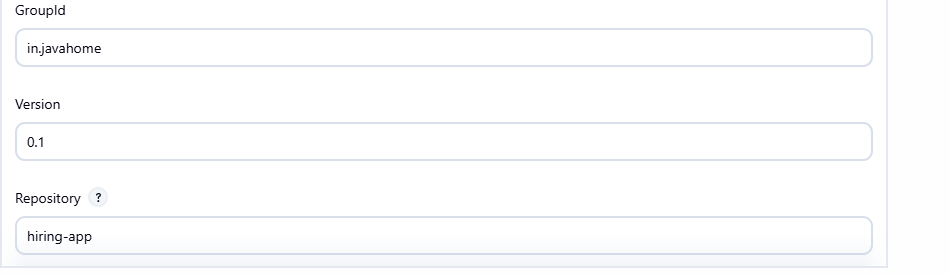 GroupId
in.javahome
Version
0.1
Repository ?
hiring-app